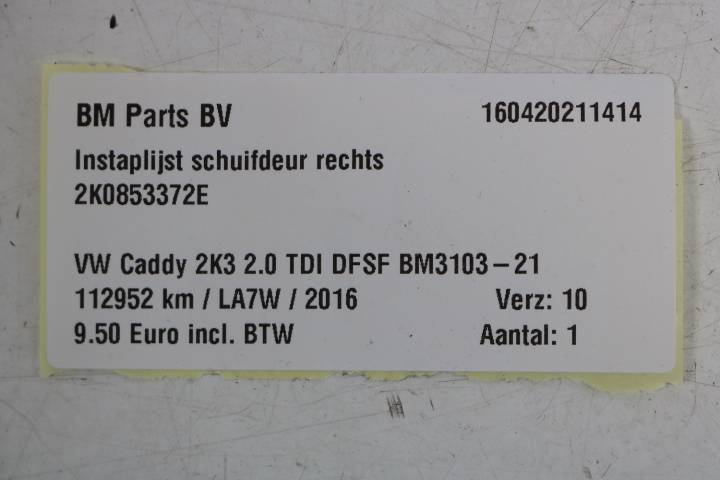 BM Parts BV 160420211414
Instaplijst schuifdeur rechts
2K0853372E
VW Caddy 2K3 2.0 TDI DFSF BM3103-21
112952 km / LA7W / 2016 Verz: 10
9.50 Euro incl. BTW Aantal: 1